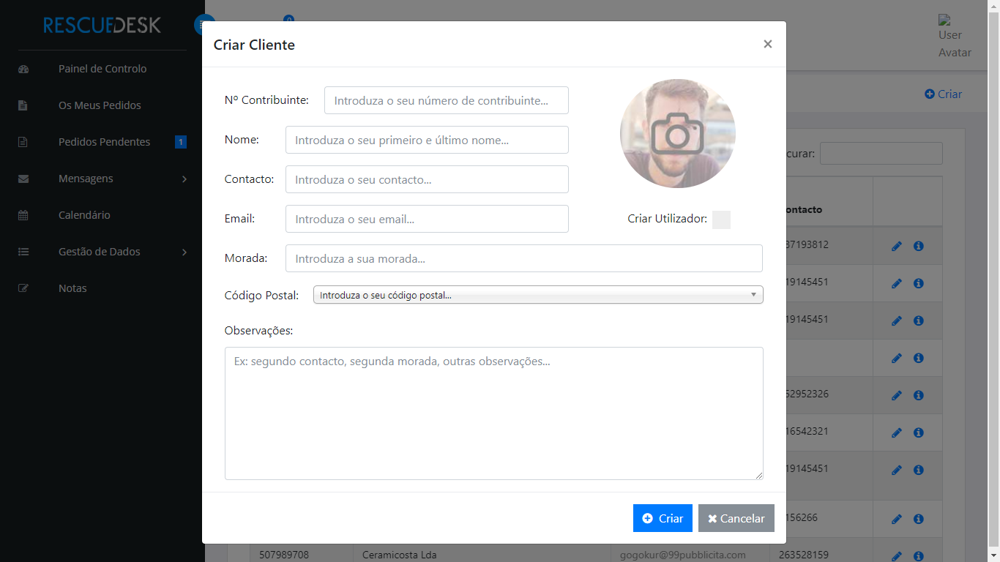 RESCUEDESK
0
User
Avatar
Painel de Controlo
Os Meus Pedidos
Pedidos Pendentes 1
Mensagens
Calendário
Gestão de Dados
Notas
Criar
curar:
ontacto
37193812
19145451
19145451
52952326
16542321
19145451
156266
507989708 Ceramicosta Lda gogokur@99pubblicita.com 263528159
Criar Cliente ×
Nº Contribuinte: Introduza o seu número de contribuinte...
Nome: Introduza o seu primeiro e último nome...
Contacto: Introduza o seu contacto...
Email: Introduza o seu email...
Criar Utilizador:
Morada: Introduza a sua morada...
Código Postal: Introduza o seu código postal...
Observações:
Ex: segundo contacto, segunda morada, outras observações...
Criar Cancelar